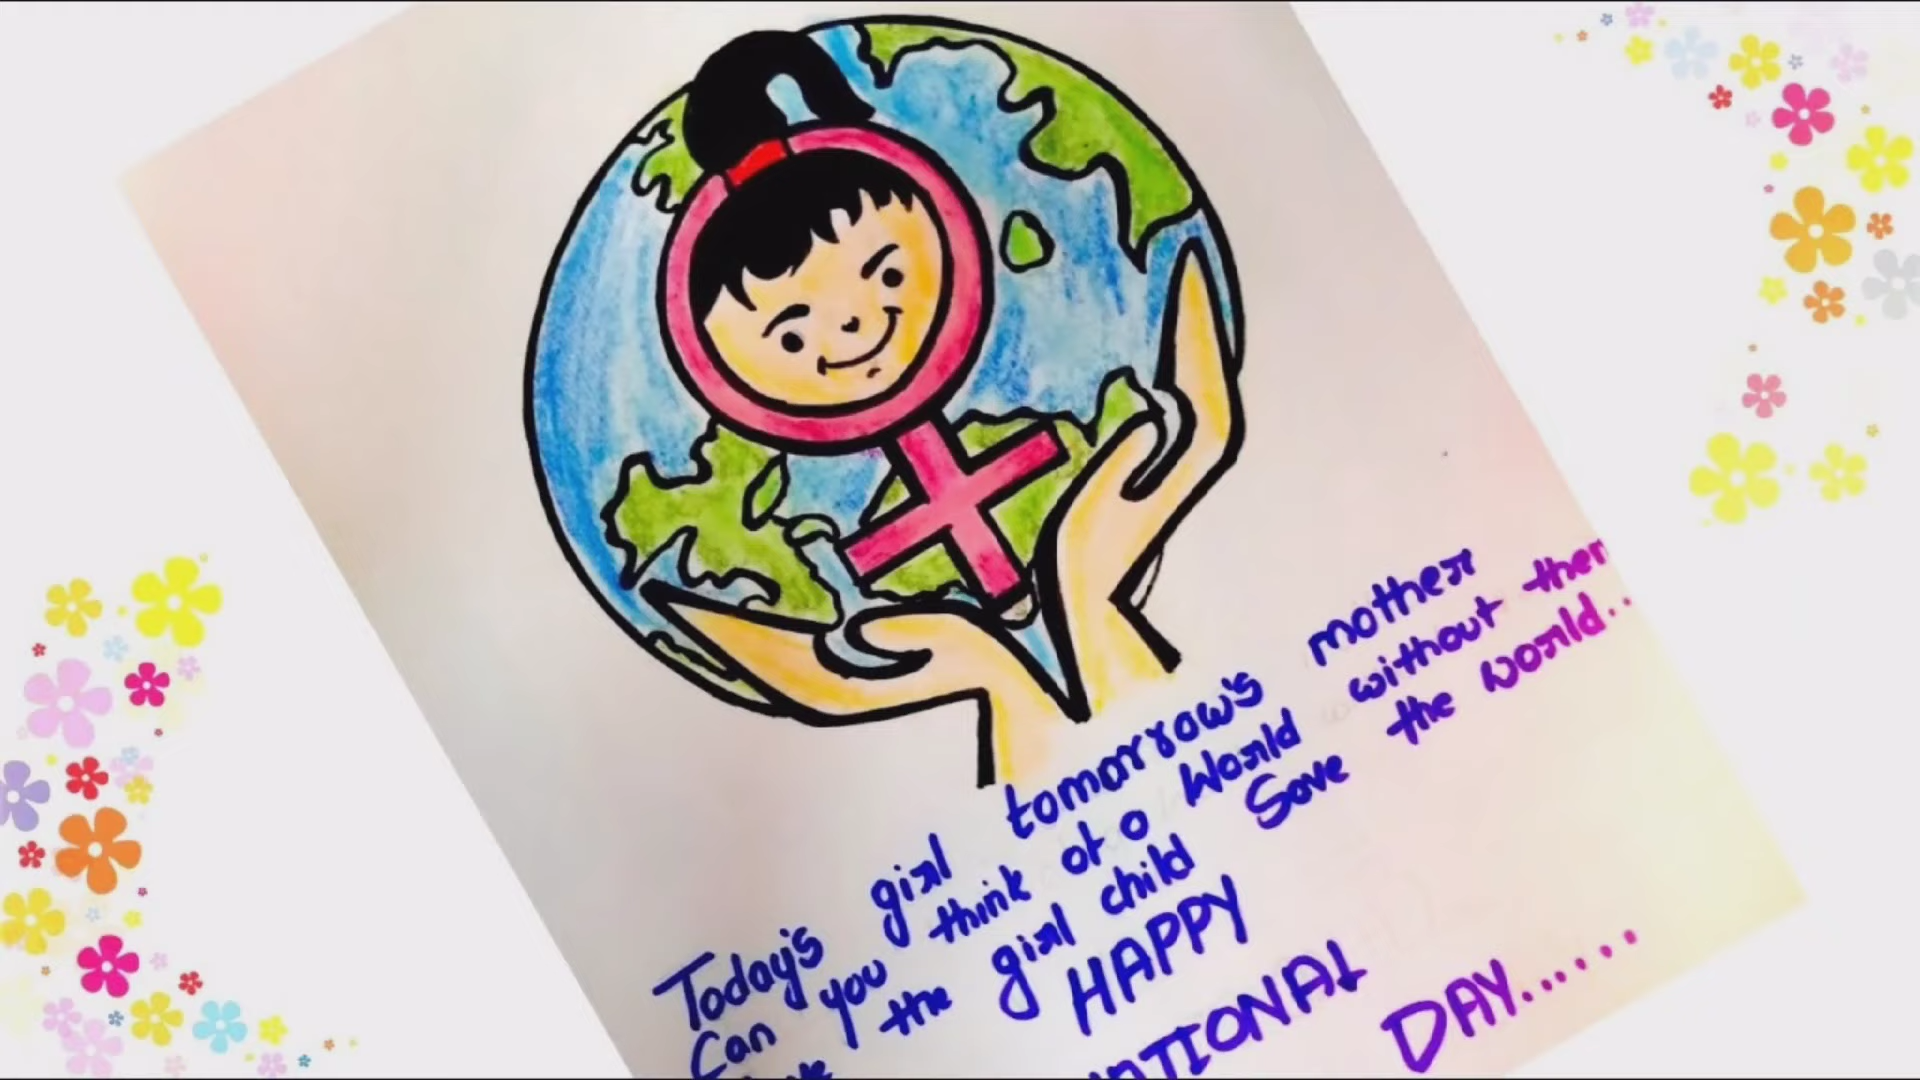 Today's girl tomorrow's mother
Can you think of a World without them
the girl child Save the world..
HAPPY
NATIONAL
DAY......